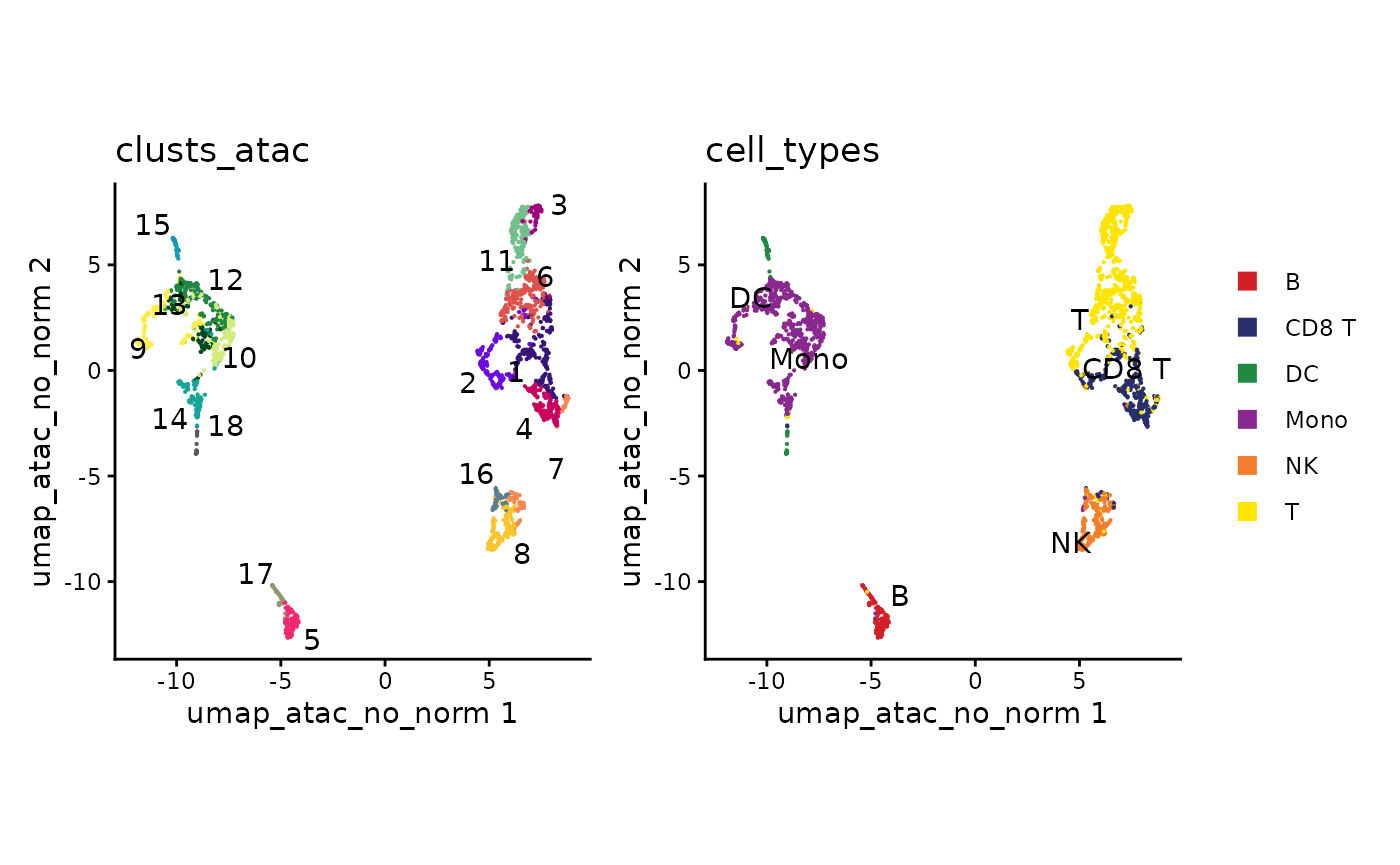 clusts_atac
umap_atac_no_norm 2
5
0
-5
-10
15
3
11
6
12
13
9
10
2
1
14
18
4
7
16
8
17
5
-10
-5
0
5
umap_atac_no_norm 1
cell_types
umap_atac_no_norm 2
5
0
-5
-10
DC
T
Mono
CD8 T
NK
B
-10
-5
0
5
umap_atac_no_norm 1
B
CD8 T
DC
Mono
NK
T